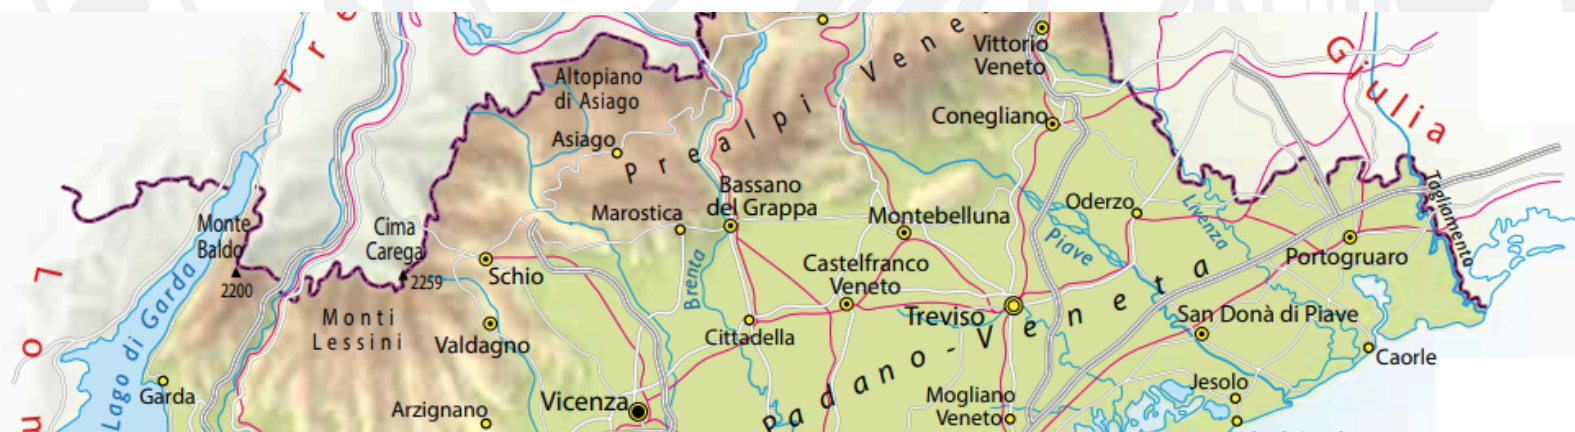 Tre
Giulia
Vittorio
Veneto
Prealpi Vene
Altopiano
di Asiago
Asiago
Conegliano
Bassano
del Grappa
Marostica
Montebelluna
Oderzo
Livenza
Tagliamento
Monte
Baldo
2200
Cima
Carega
2259
Schio
Brenta
Castelfranco
Veneto
Piave
Portogruaro
Lago di Garda
Monti
Lessini
Valdagno
Cittadella
Treviso
Padano-Veneta
San Donà di Piave
Caorle
Garda
Arzignano
Vicenza
Mogliano
Veneto
Jesolo